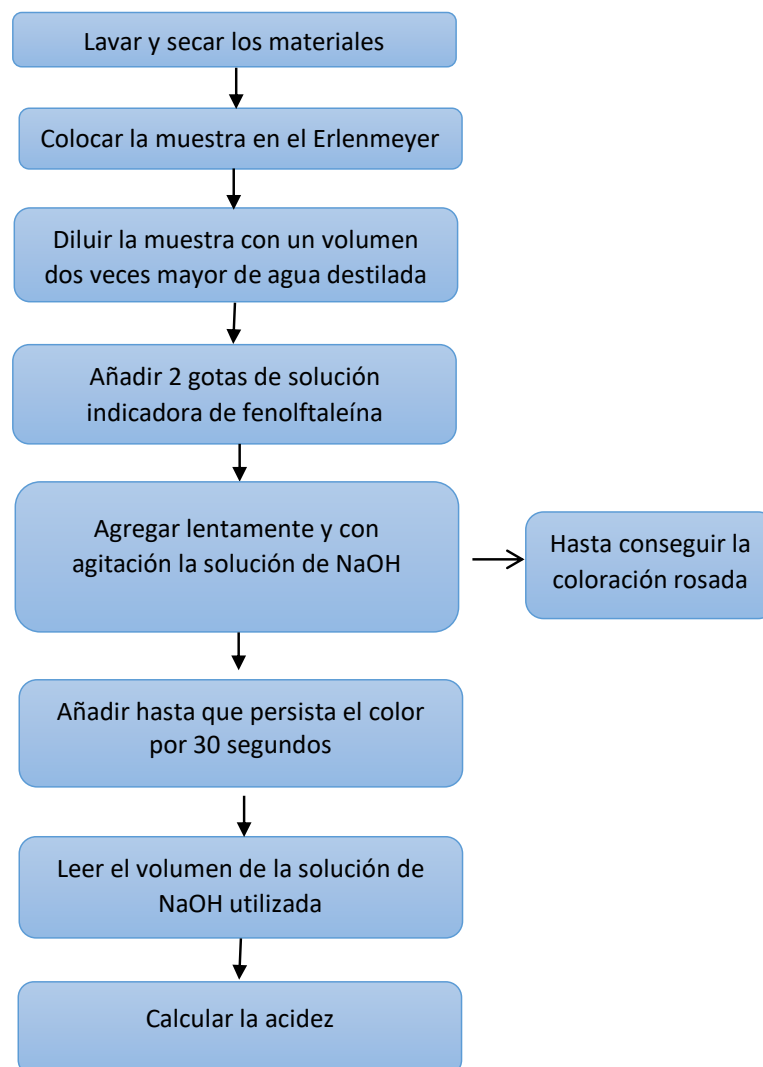 Lavar y secar los materiales
Colocar la muestra en el Erlenmeyer
Diluir la muestra con un volumen
dos veces mayor de agua destilada
Añadir 2 gotas de solución
indicadora de fenolftaleína
Agregar lentamente y con
agitación la solución de NaOH
Hasta conseguir la
coloración rosada
Añadir hasta que persista el color
por 30 segundos
Leer el volumen de la solución de
NaOH utilizada
Calcular la acidez